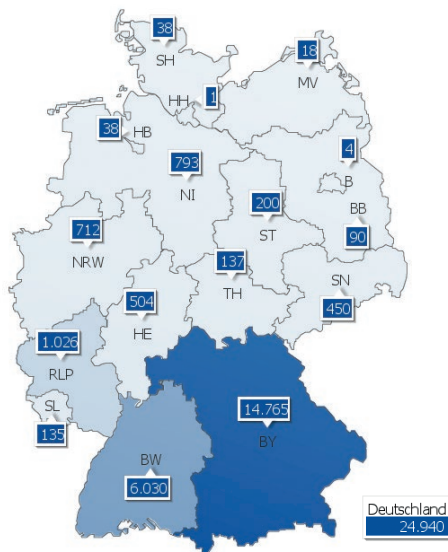 38
SH
18
MV
HH
1
38
HB
793
NI
4
B
BB
90
200
ST
712
NRW
137
TH
SN
450
504
HE
1.026
RLP
SL
135
14.765
BY
BW
6.030
Deutschland
24.940